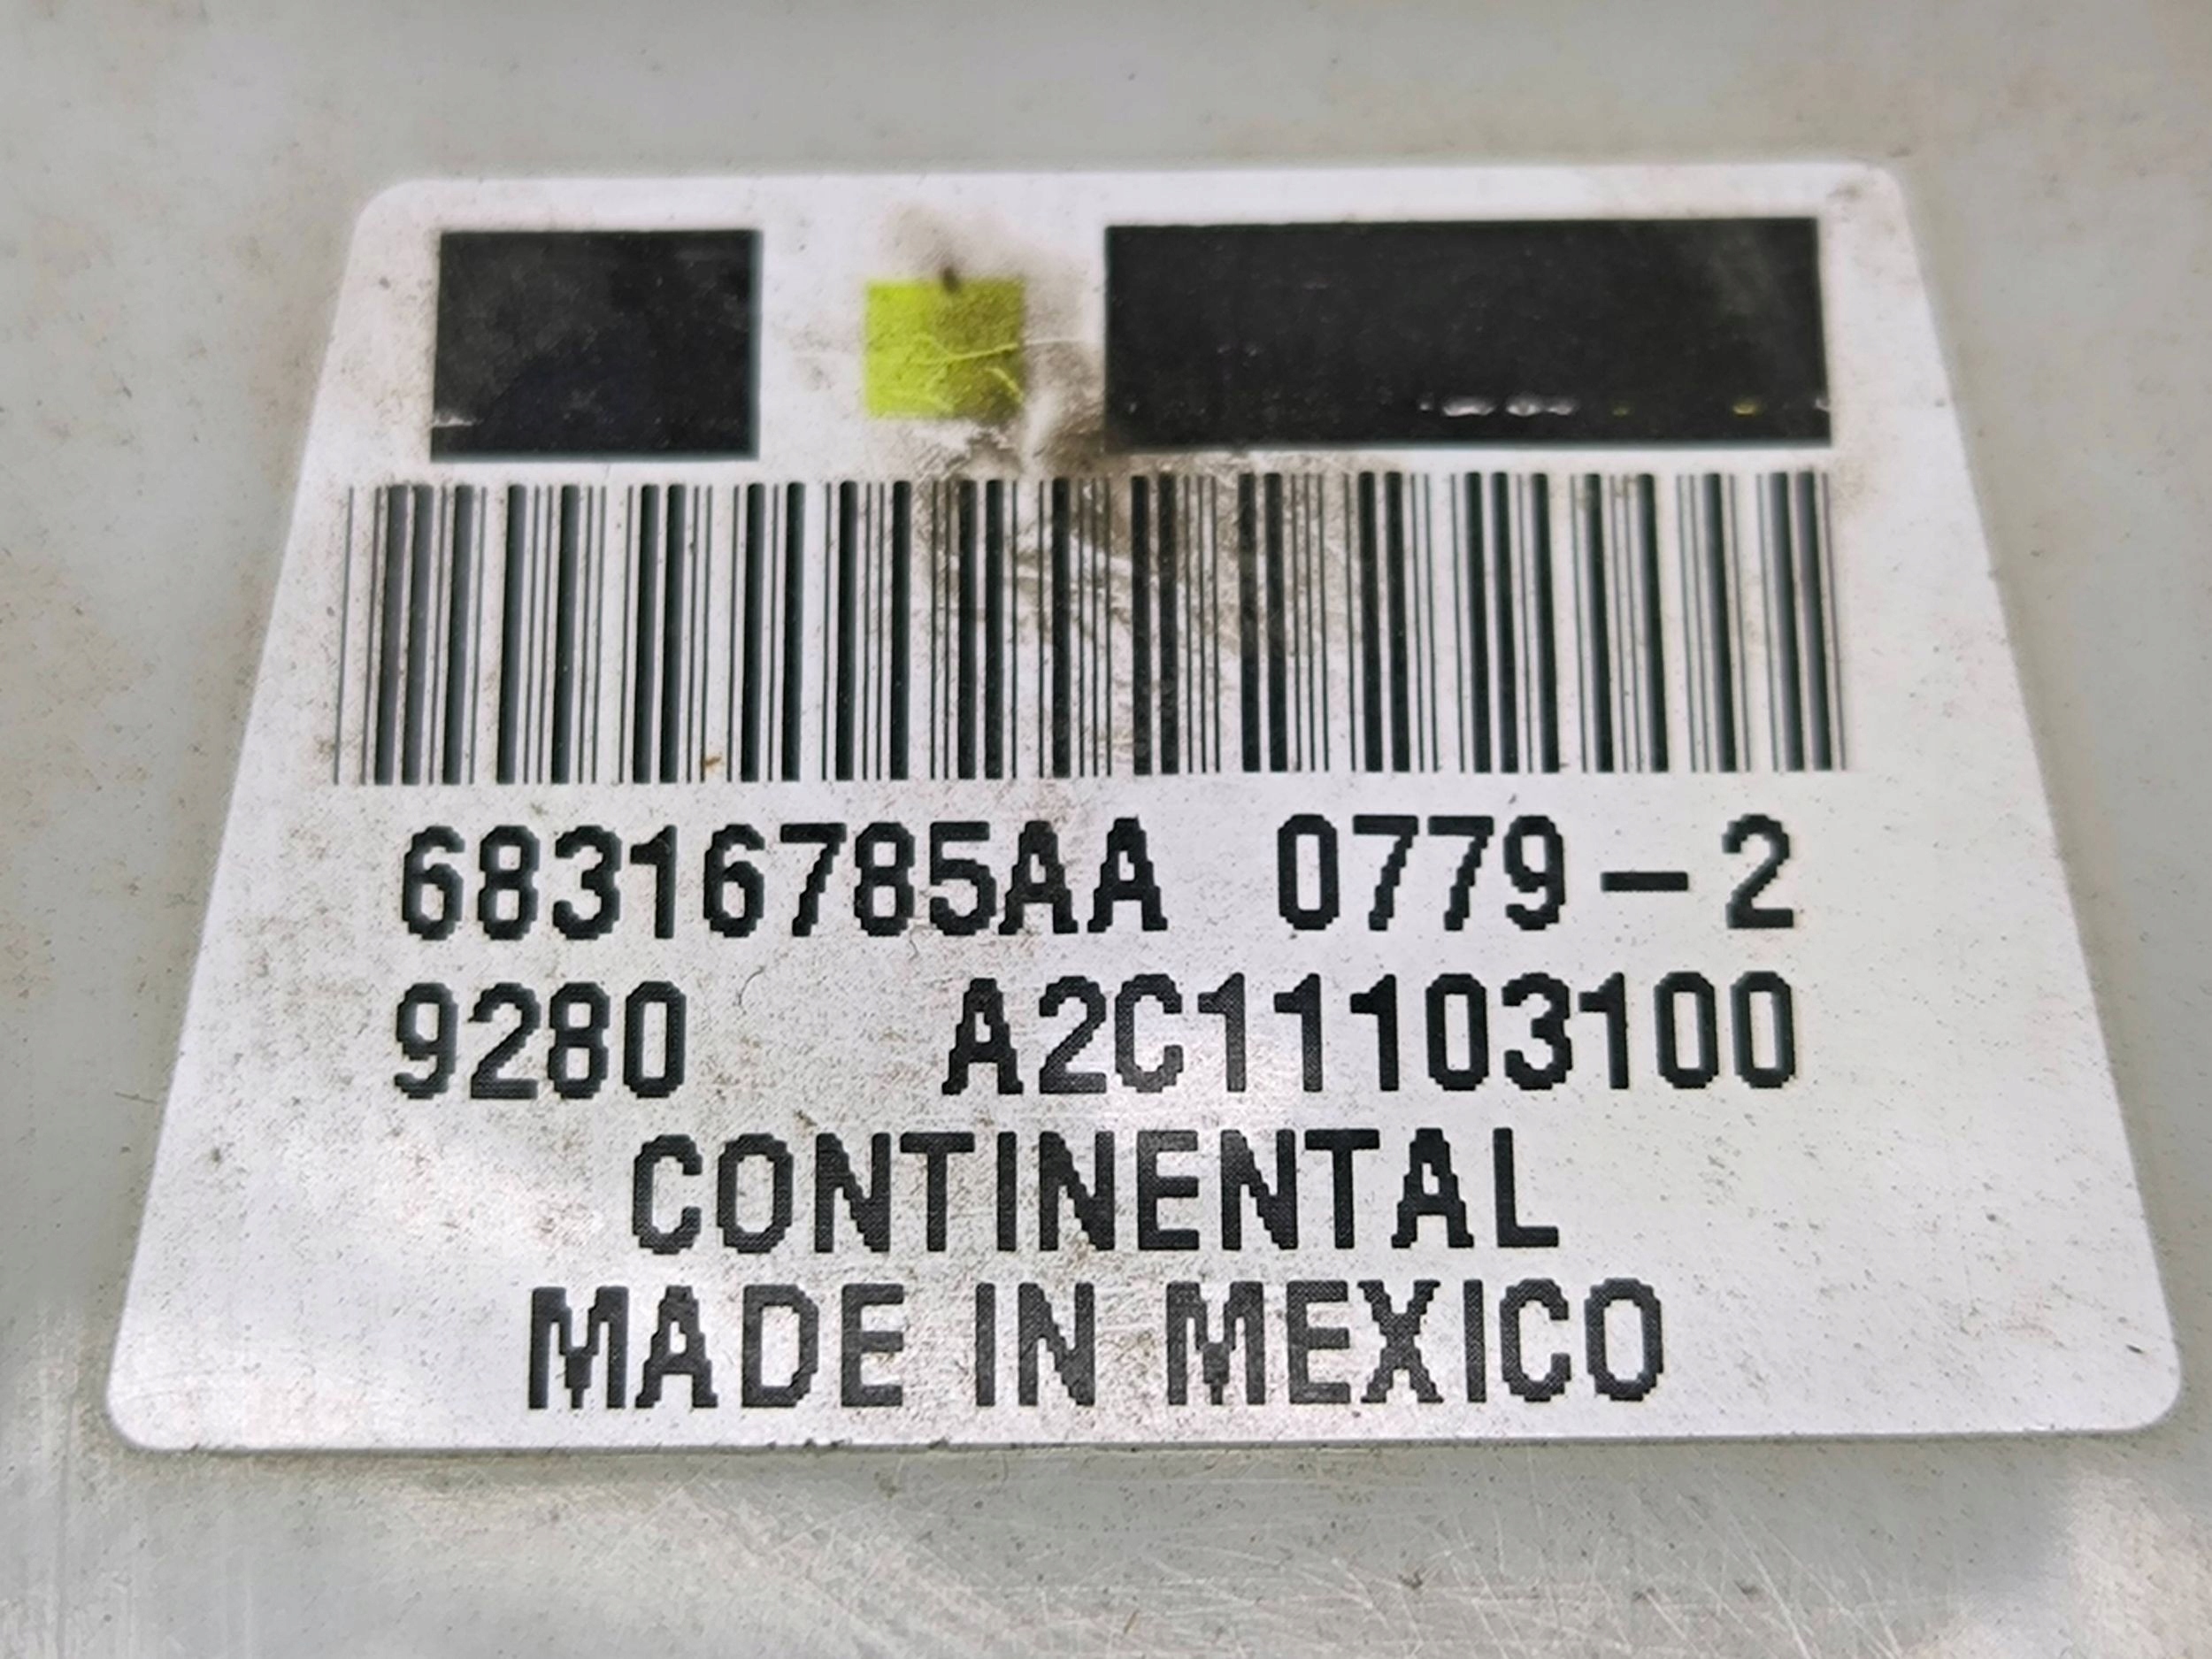 68316785AA 0779-2
9280 A2C11103100
CONTINENTAL
MADE IN MEXICO